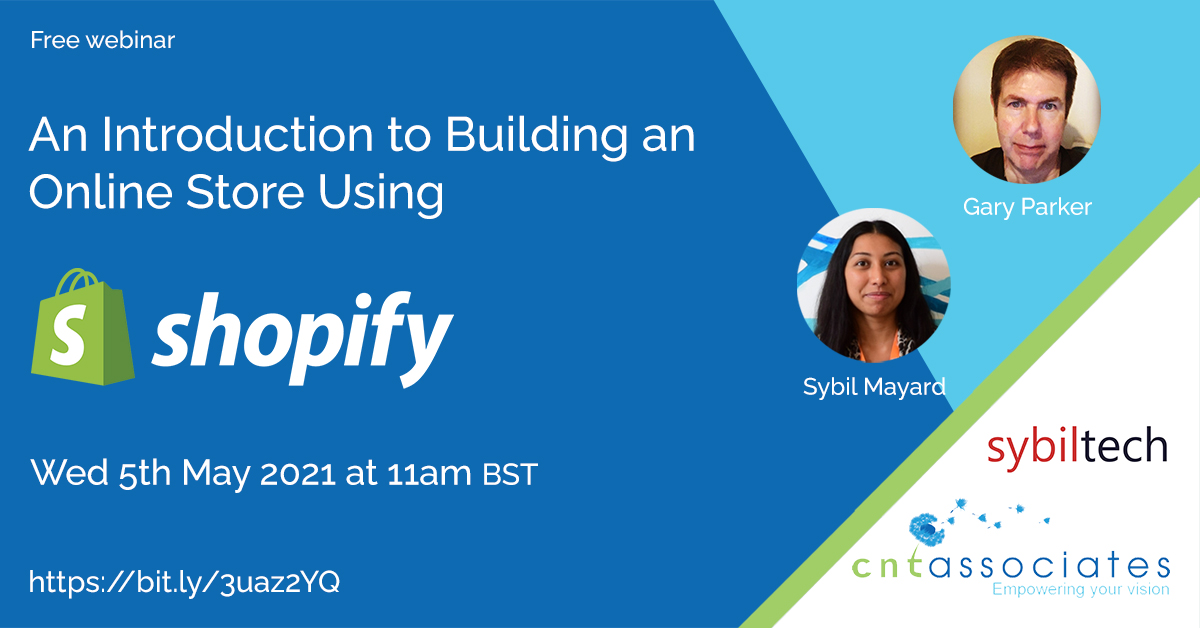 Free webinar
An Introduction to Building an
Online Store Using
S shopify
Wed 5th May 2021 at 11am BST
https://bit.ly/3uaz2YQ
Gary Parker
Sybil Mayard
sybiltech
cntassociates
Empowering your vision